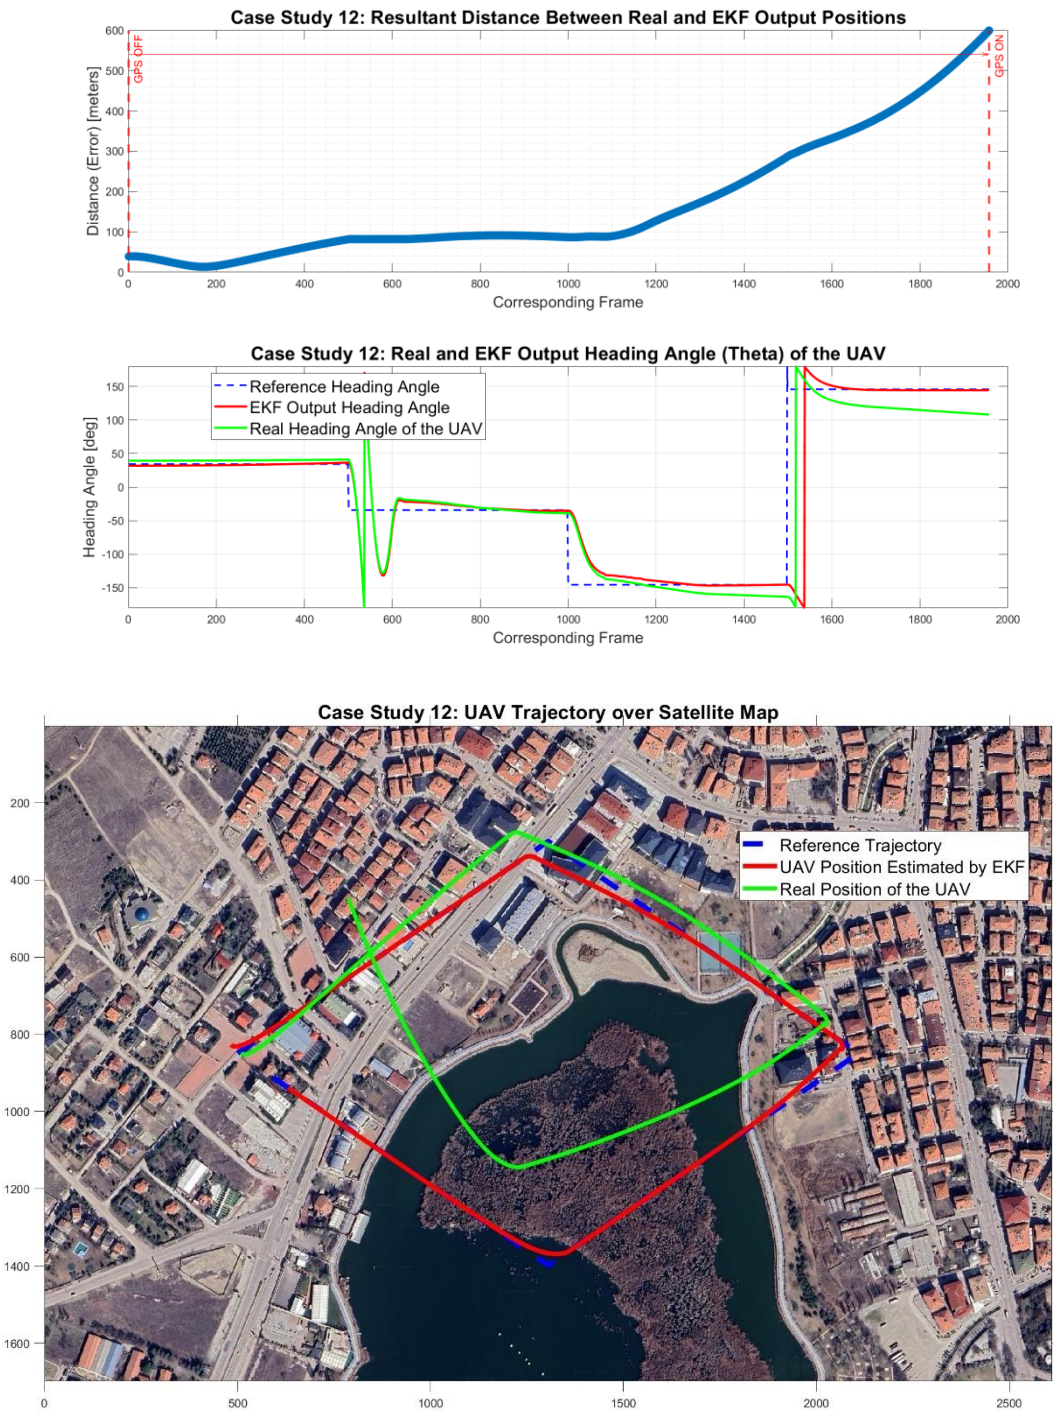 Case Study 12: Resultant Distance Between Real and EKF Output Positions
600
500
400
300
200
100
0
Distance (Error) [meters]
GPS OFF
GPS ON
0 200 400 600 800 1000 1200 1400 1600 1800 2000
Corresponding Frame
Case Study 12: Real and EKF Output Heading Angle (Theta) of the UAV
150
100
50
0
-50
-100
-150
Heading Angle [deg]
Reference Heading Angle
EKF Output Heading Angle
Real Heading Angle of the UAV
0 200 400 600 800 1000 1200 1400 1600 1800 2000
Corresponding Frame
Case Study 12: UAV Trajectory over Satellite Map
200
400
600
800
1000
1200
1400
1600
Reference Trajectory
UAV Position Estimated by EKF
Real Position of the UAV
0 500 1000 1500 2000 2500